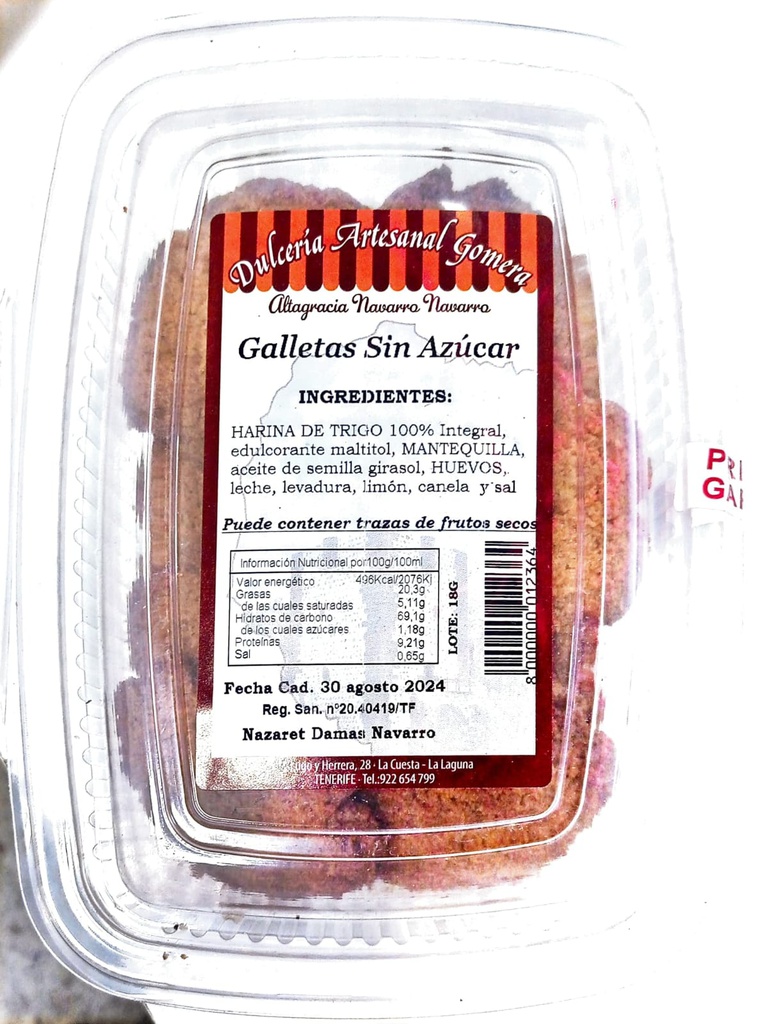 Dulcería Artesanal Gomera
Altagracia Navarro Navarro
Galletas Sin Azúcar
INGREDIENTES:
HARINA DE TRIGO 100% Integral,
edulcorante maltitol, MANTEQUILLA,
aceite de semilla girasol, HUEVOS,
leche, levadura, limón, canela y sal
Puede contener trazas de frutos secos
Información Nutricional por100g/100ml
Valor energético 496Kcal/2076Kj
Grasas 20,3g
de las cuales saturadas 5,11g
Hidratos de carbono 69,1g
de los cuales azúcares 1,18g
Proteínas 9,21g
Sal 0,65g
LOTE: 18G
8 000000 012364
Fecha Cad. 30 agosto 2024
Reg. San. nº20.40419/TF
Nazaret Damas Navarro
y Herrera, 28 - La Cuesta - La Laguna
TENERIFE - Tel.:922 654 799
PRI
GA